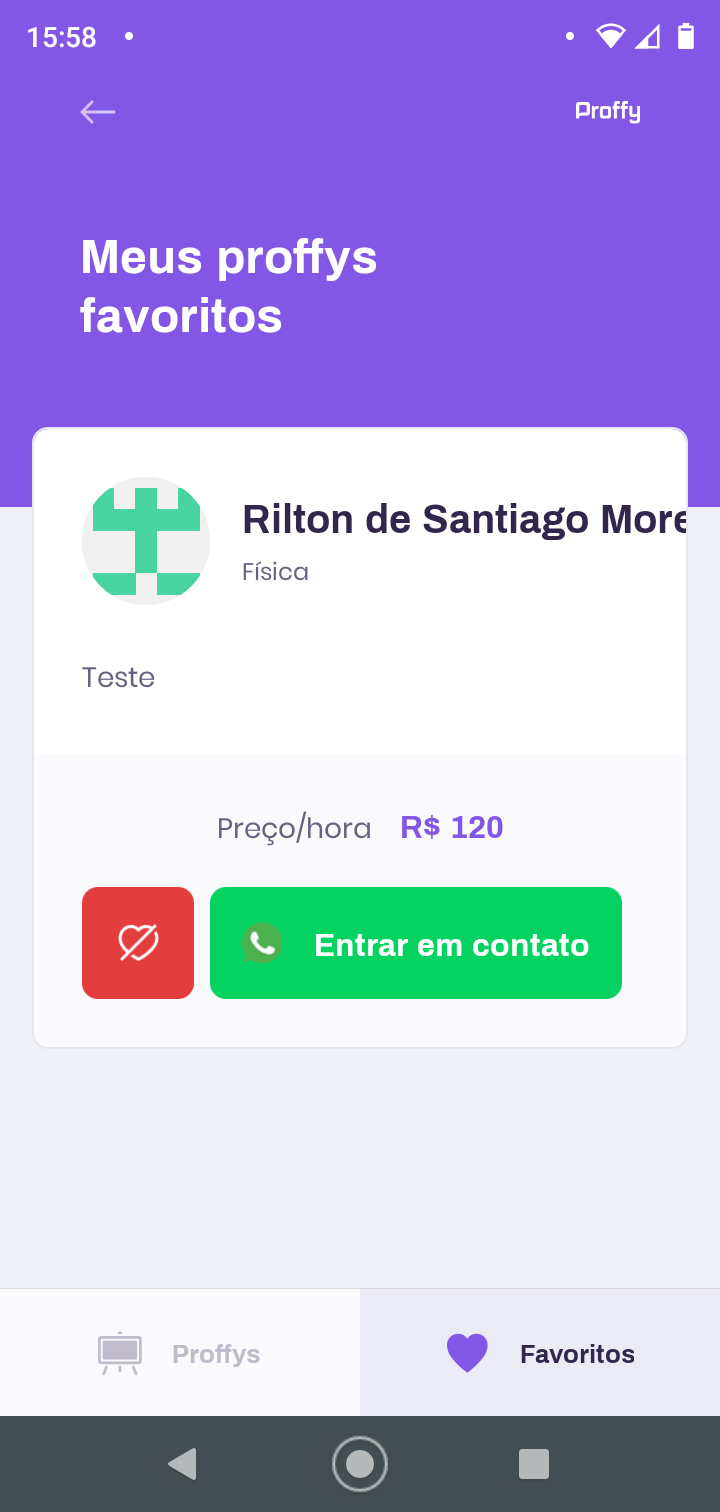 15:58
Proffy
Meus proffys
favoritos
Rilton de Santiago More
Física
Teste
Preço/hora R$ 120
Entrar em contato
Proffys
Favoritos